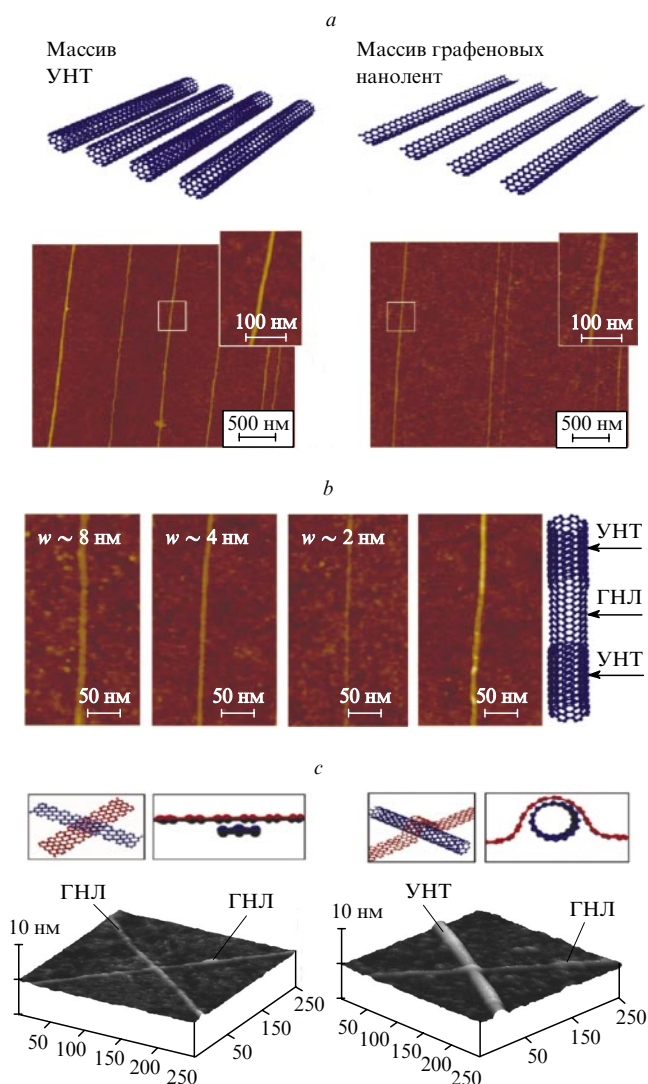 a
Массив
УНТ
Массив графеновых
нанолент
100 нм
500 нм
100 нм
500 нм
b
w ~ 8 нм
w ~ 4 нм
w ~ 2 нм
50 нм
50 нм
50 нм
50 нм
УНТ
ГНЛ
УНТ
c
ГНЛ
ГНЛ
10 нм
50
100
150
200
250
50
150
250
УНТ
ГНЛ
10 нм
50
100
150
200
250
50
150
250